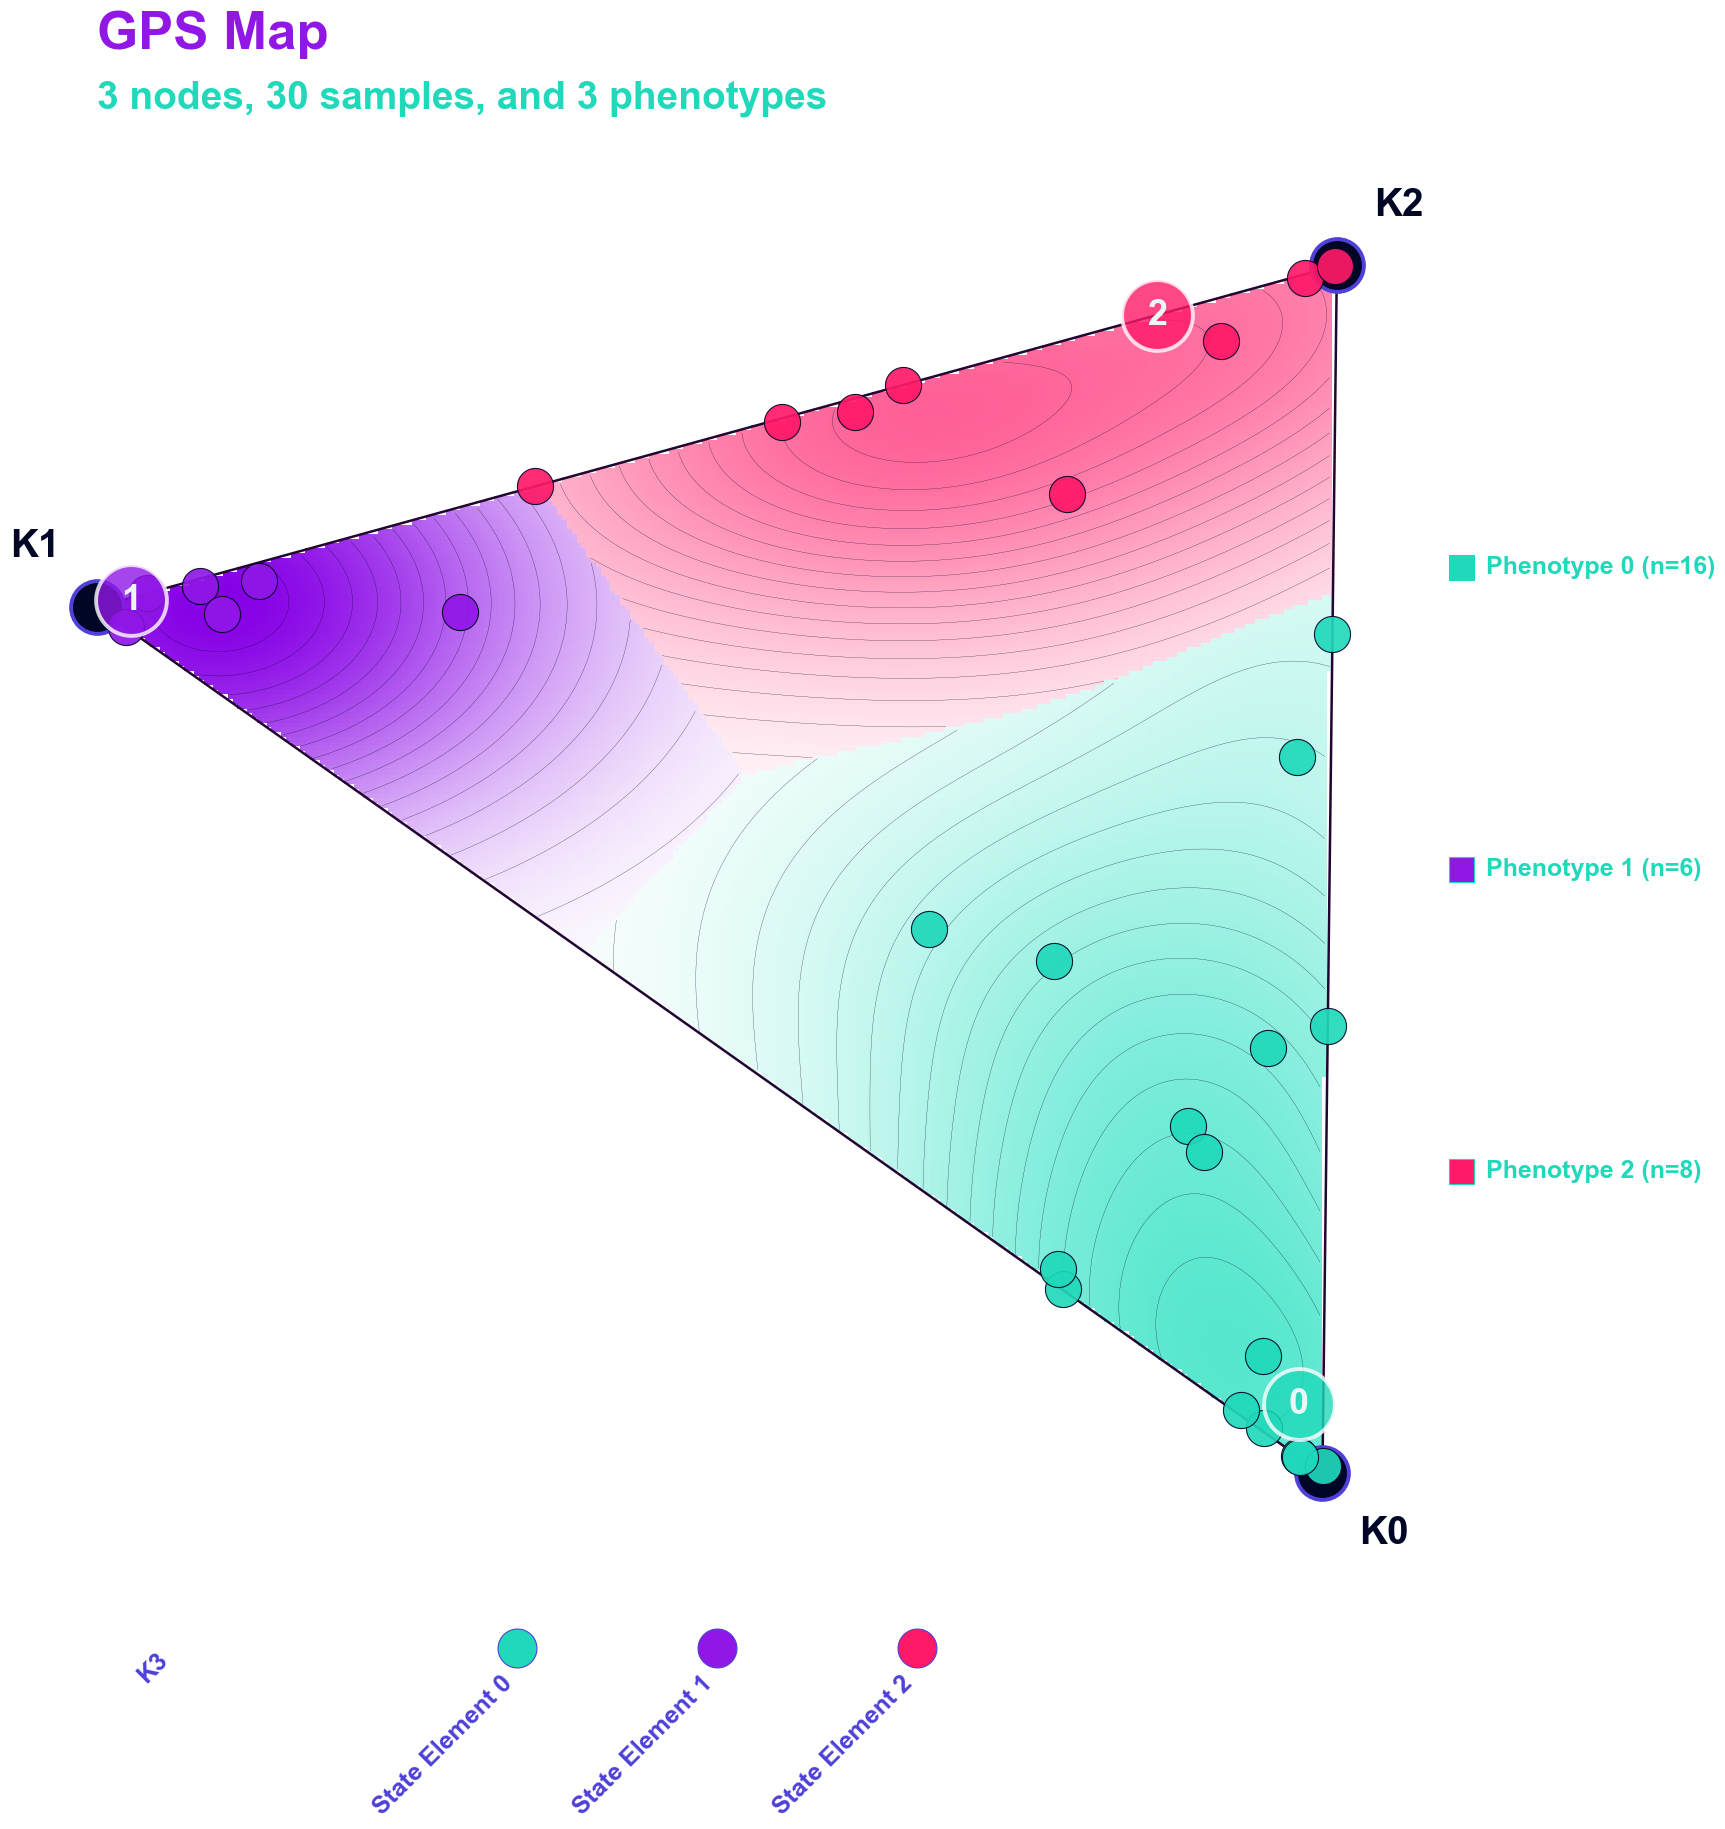 GPS Map
3 nodes, 30 samples, and 3 phenotypes
K2
2
K1
1
Phenotype 0 (n=16)
Phenotype 1 (n=6)
Phenotype 2 (n=8)
0
K0
K3
State Element 0
State Element 1
State Element 2